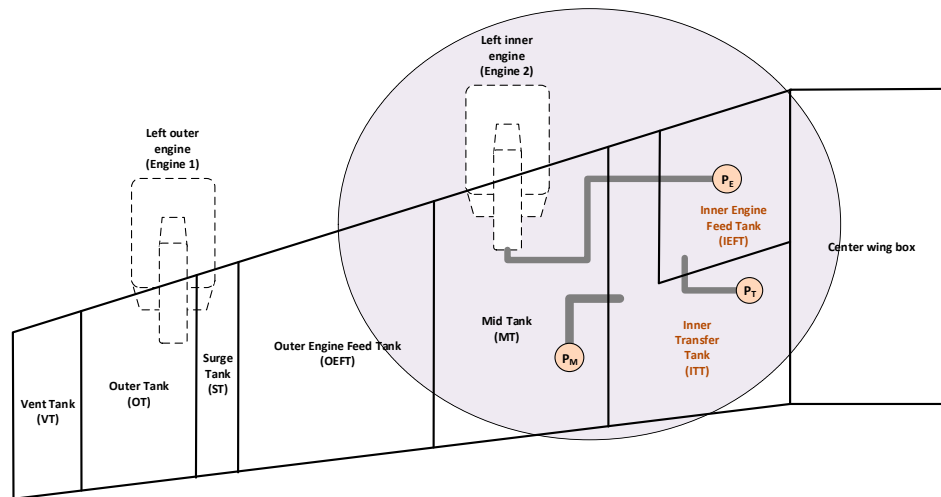 Left inner
engine
(Engine 2)
Left outer
engine
(Engine 1)
PE
Inner Engine
Feed Tank
(IEFT)
Center wing box
PT
Mid Tank
(MT)
Inner
Transfer
Tank
(ITT)
Outer Engine Feed Tank
(OEFT)
PM
Surge
Tank
(ST)
Outer Tank
(OT)
Vent Tank
(VT)